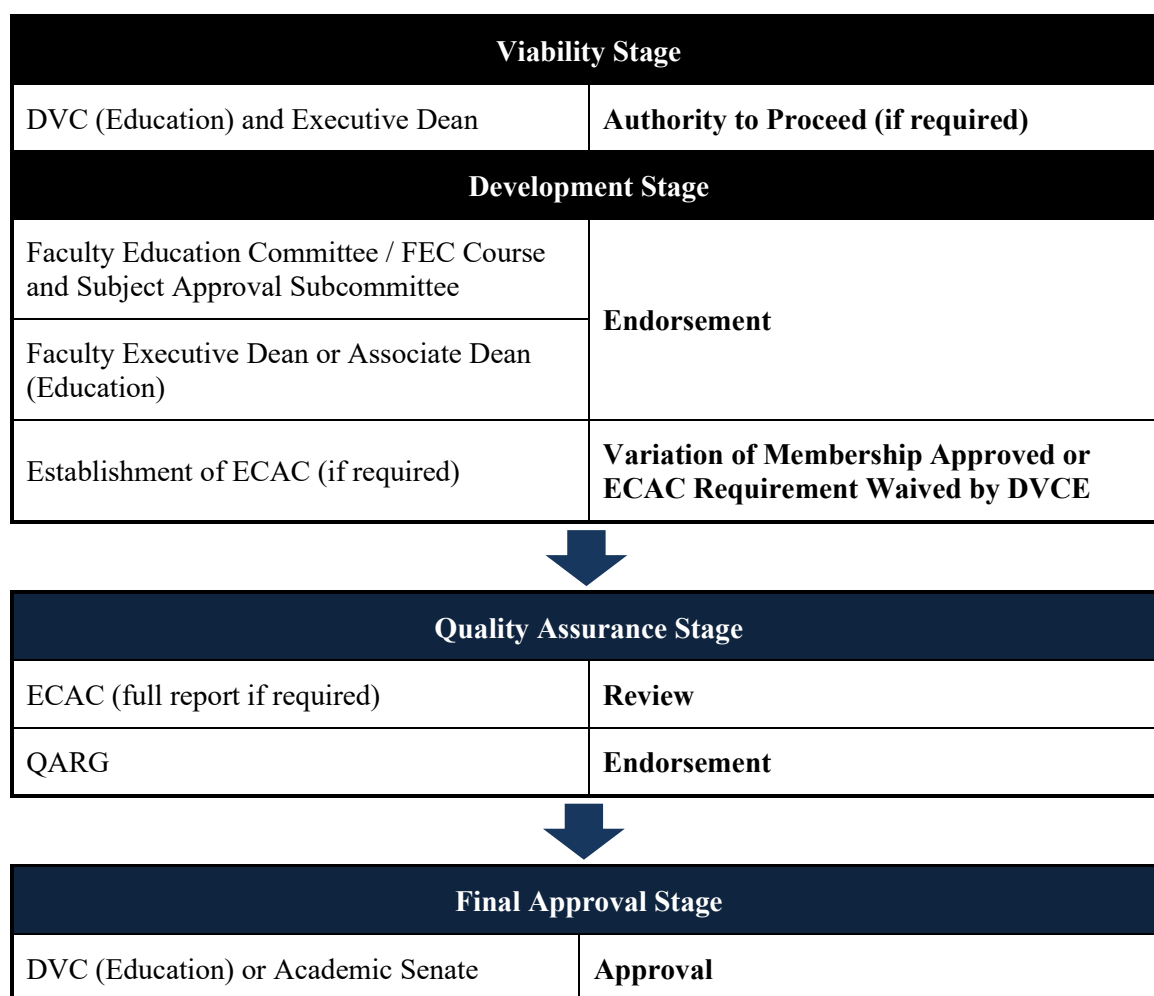 Viability Stage
DVC (Education) and Executive Dean
Authority to Proceed (if required)
Development Stage
Faculty Education Committee / FEC Course
and Subject Approval Subcommittee
Endorsement
Faculty Executive Dean or Associate Dean
(Education)
Establishment of ECAC (if required)
Variation of Membership Approved or
ECAC Requirement Waived by DVCE
Quality Assurance Stage
ECAC (full report if required)
Review
QARG
Endorsement
Final Approval Stage
DVC (Education) or Academic Senate
Approval